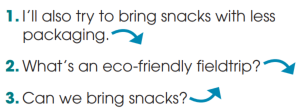 1. I'll also try to bring snacks with less
packaging.
2. What's an eco-friendly fieldtrip?
3. Can we bring snacks?